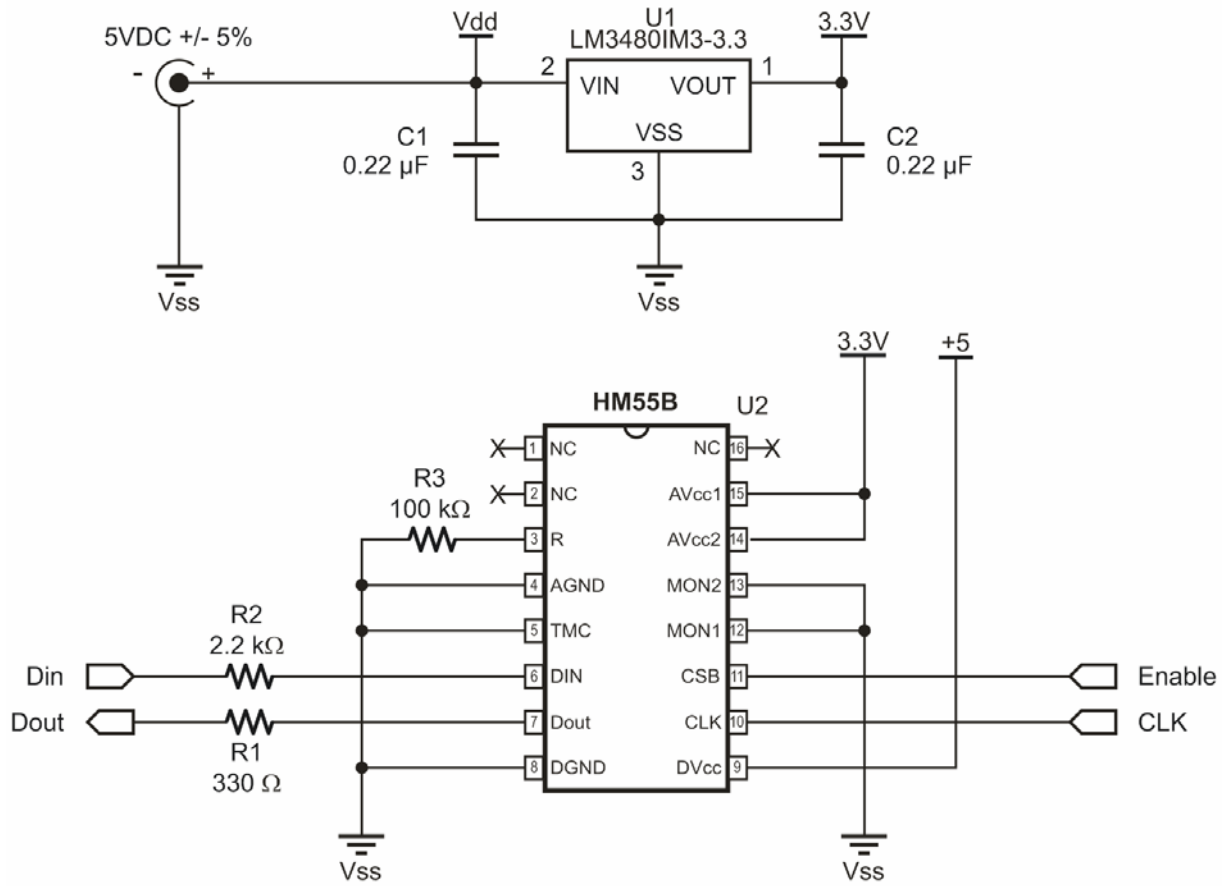 5VDC +/- 5%
- +
Vdd
U1
LM3480IM3-3.3
3.3V
2
VIN
VOUT
1
VSS
3
C1
0.22 µF
C2
0.22 µF
Vss
Vss
3.3V
+5
HM55B
U2
1 NC
NC 16
2 NC
AVcc1 15
R3
100 kΩ
3 R
AVcc2 14
4 AGND
MON2 13
5 TMC
MON1 12
R2
2.2 kΩ
Din
6 DIN
CSB 11
Enable
Dout
7 Dout
CLK 10
CLK
R1
330 Ω
8 DGND
DVcc 9
Vss
Vss